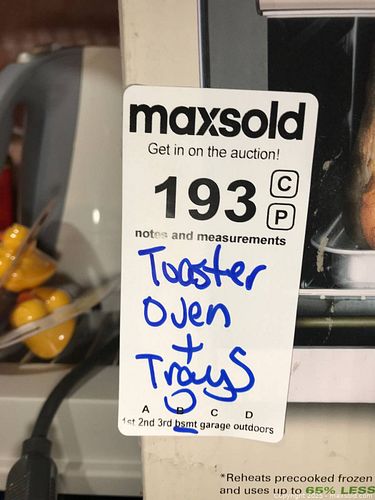 maxsold
Get in on the auction!
193
C
P
notes and measurements
Toaster
Oven
+
Trays
A B C D
1st 2nd 3rd bsmt garage outdoors
*Reheats precooked frozen
and uses up to 65% LESS